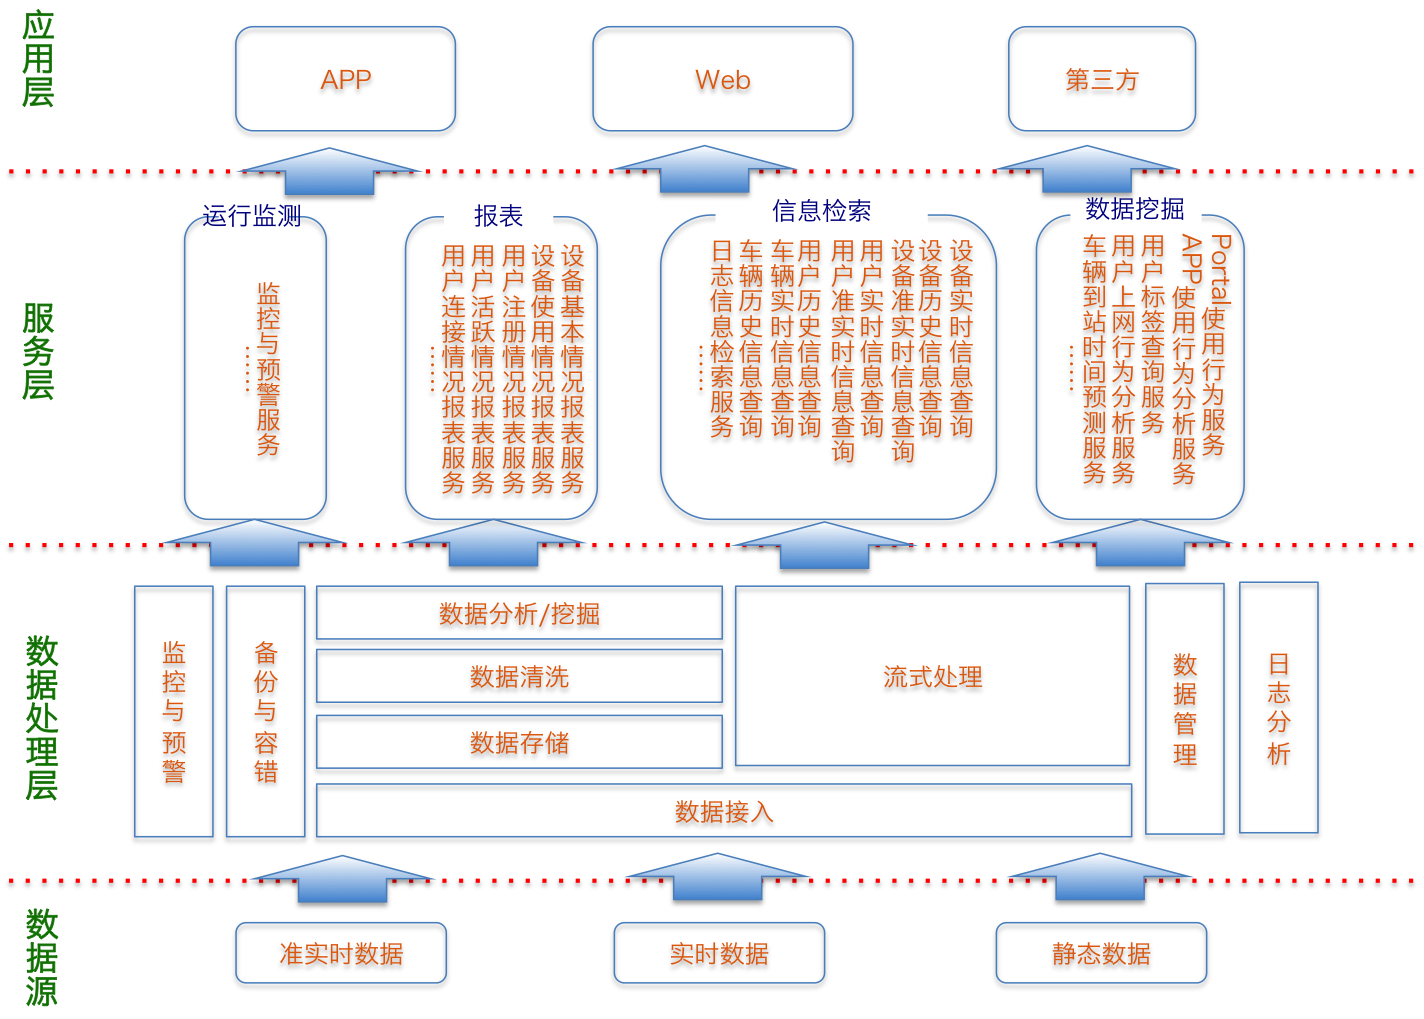 应用层
APP
Web
第三方
服务层
运行监测
监控与预警服务
……
报表
设备基本情况报表服务
设备使用情况报表服务
用户注册情况报表服务
用户活跃情况报表服务
用户连接情况报表服务
……
信息检索
设备实时信息查询
设备历史信息查询
设备准实时信息查询
用户实时信息查询
用户准实时信息查询
用户历史信息查询
车辆实时信息查询
车辆历史信息查询
日志信息检索服务
……
数据挖掘
Portal使用行为服务
APP使用行为分析服务
用户标签查询服务
用户上网行为分析服务
车辆到站时间预测服务
……
数据处理层
监控与预警
备份与容错
数据分析/挖掘
数据清洗
数据存储
流式处理
数据接入
数据管理
日志分析
数据源
准实时数据
实时数据
静态数据